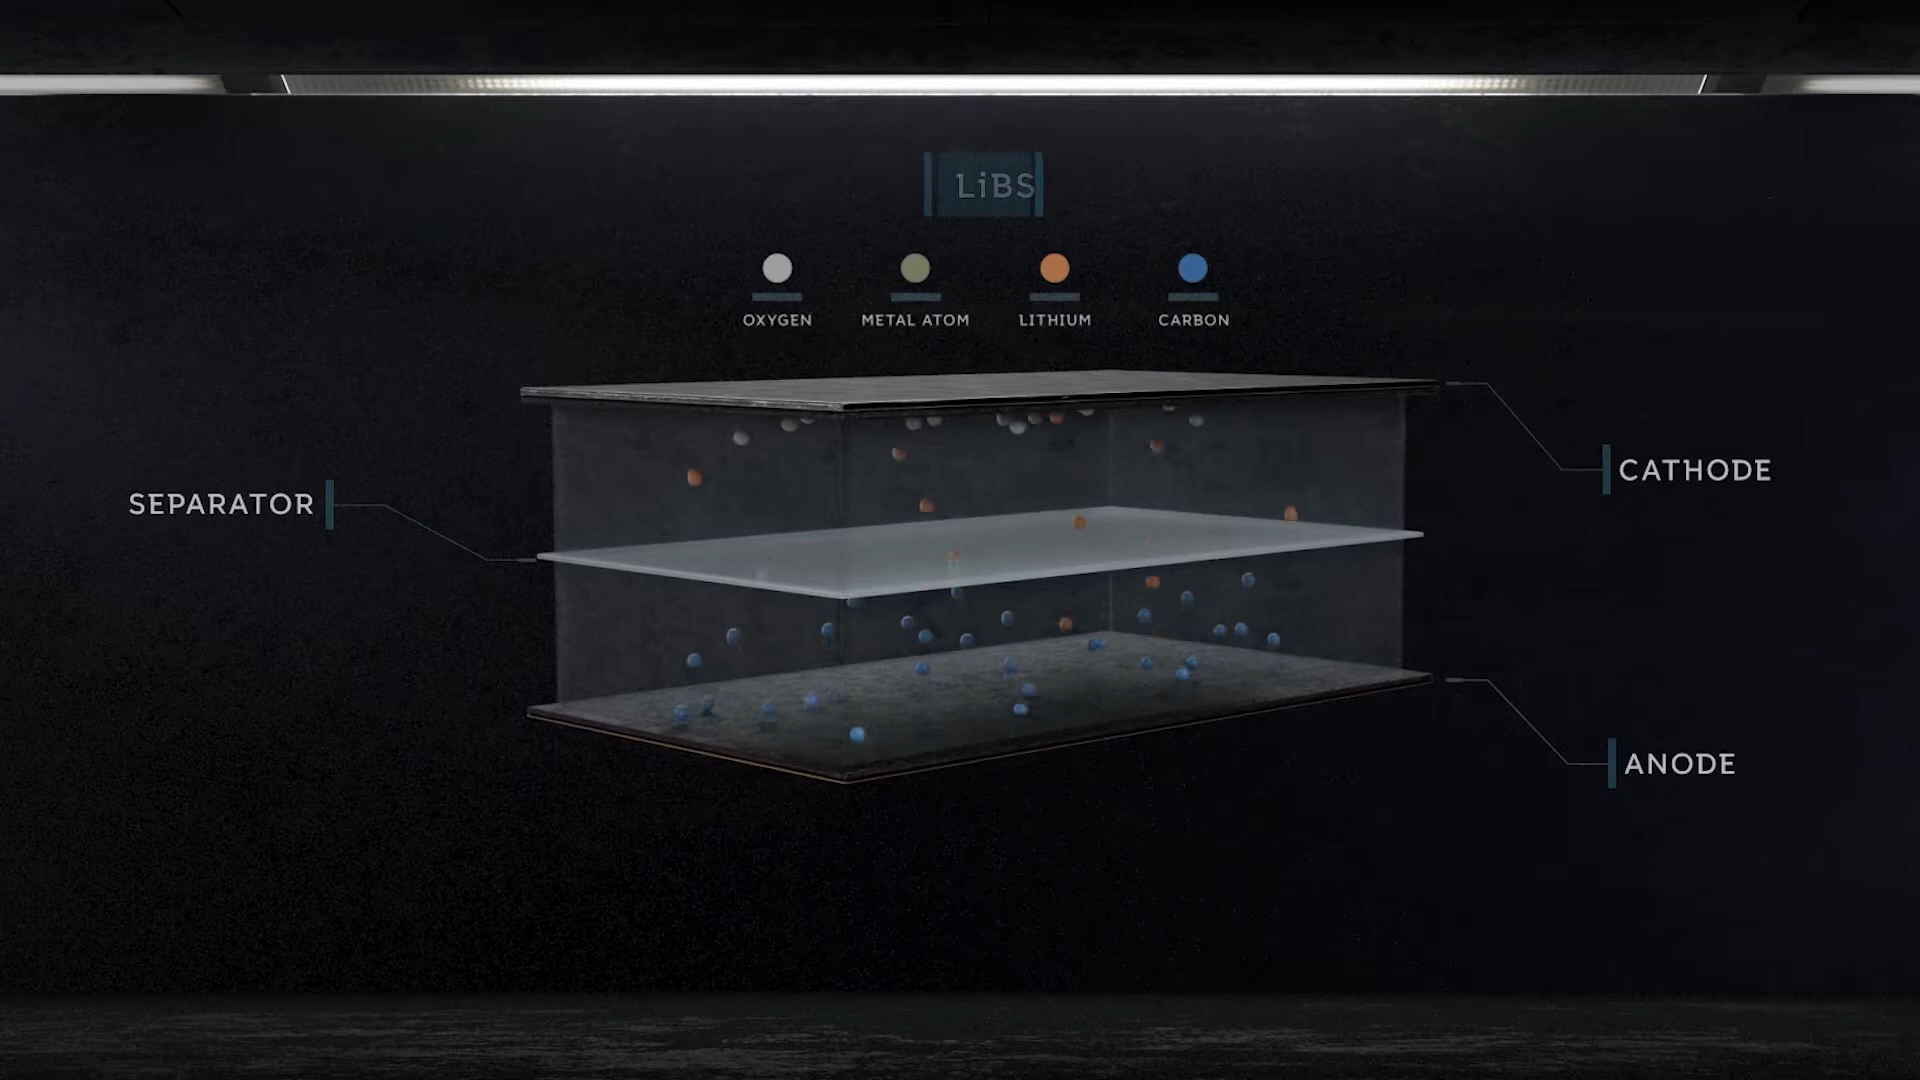 LiBS
OXYGEN
METAL ATOM
LITHIUM
CARBON
CATHODE
SEPARATOR
ANODE